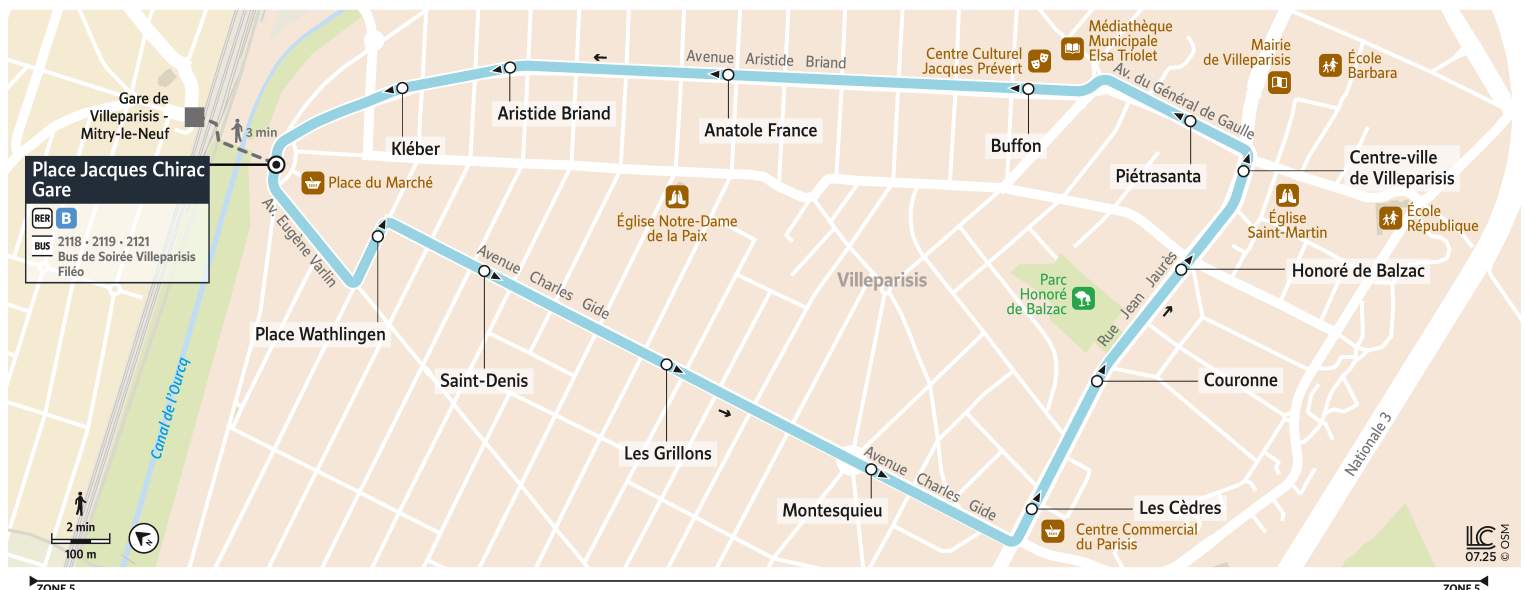 Gare de
Villeparisis -
Mitry-le-Neuf
3 min
Place Jacques Chirac
Gare
RER B
BUS
2118 • 2119 • 2121
Bus de Soirée Villeparisis
Filéo
Place du Marché
Av. Eugène Varlin
Kléber
Aristide Briand
Avenue Aristide Briand
Anatole France
Centre Culturel
Jacques Prévert
Médiathèque
Municipale
Elsa Triolet
Buffon
Av. du Général de Gaulle
Mairie
de Villeparisis
École
Barbara
Piétrasanta
Centre-ville
de Villeparisis
Église
Saint-Martin
École
République
Église Notre-Dame
de la Paix
Villeparisis
Parc
Honoré
de Balzac
Rue Jean Jaurès
Honoré de Balzac
Couronne
Place Wathlingen
Avenue Charles Gide
Saint-Denis
Les Grillons
Montesquieu
Avenue Charles Gide
Les Cèdres
Centre Commercial
du Parisis
Nationale 3
Canal de l'Ourcq
2 min
100 m
N
LC
07.25
© OSM
ZONE 5
ZONE 5